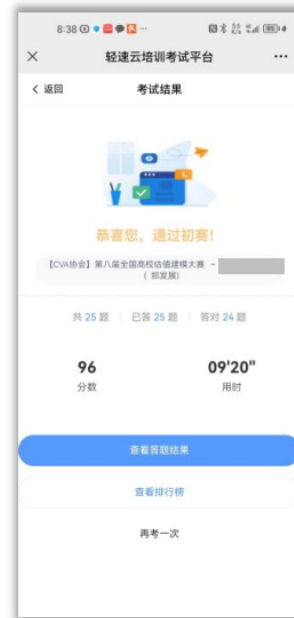 8:38
轻速云培训考试平台
返回
考试结果
恭喜您，通过初赛！
【CVA协会】第八届全国高校估值建模大赛 -
( 郑发展)
共 25 题 已答 25 题 答对 24 题
96
分数
09'20"
用时
查看答题结果
查看排行榜
再考一次